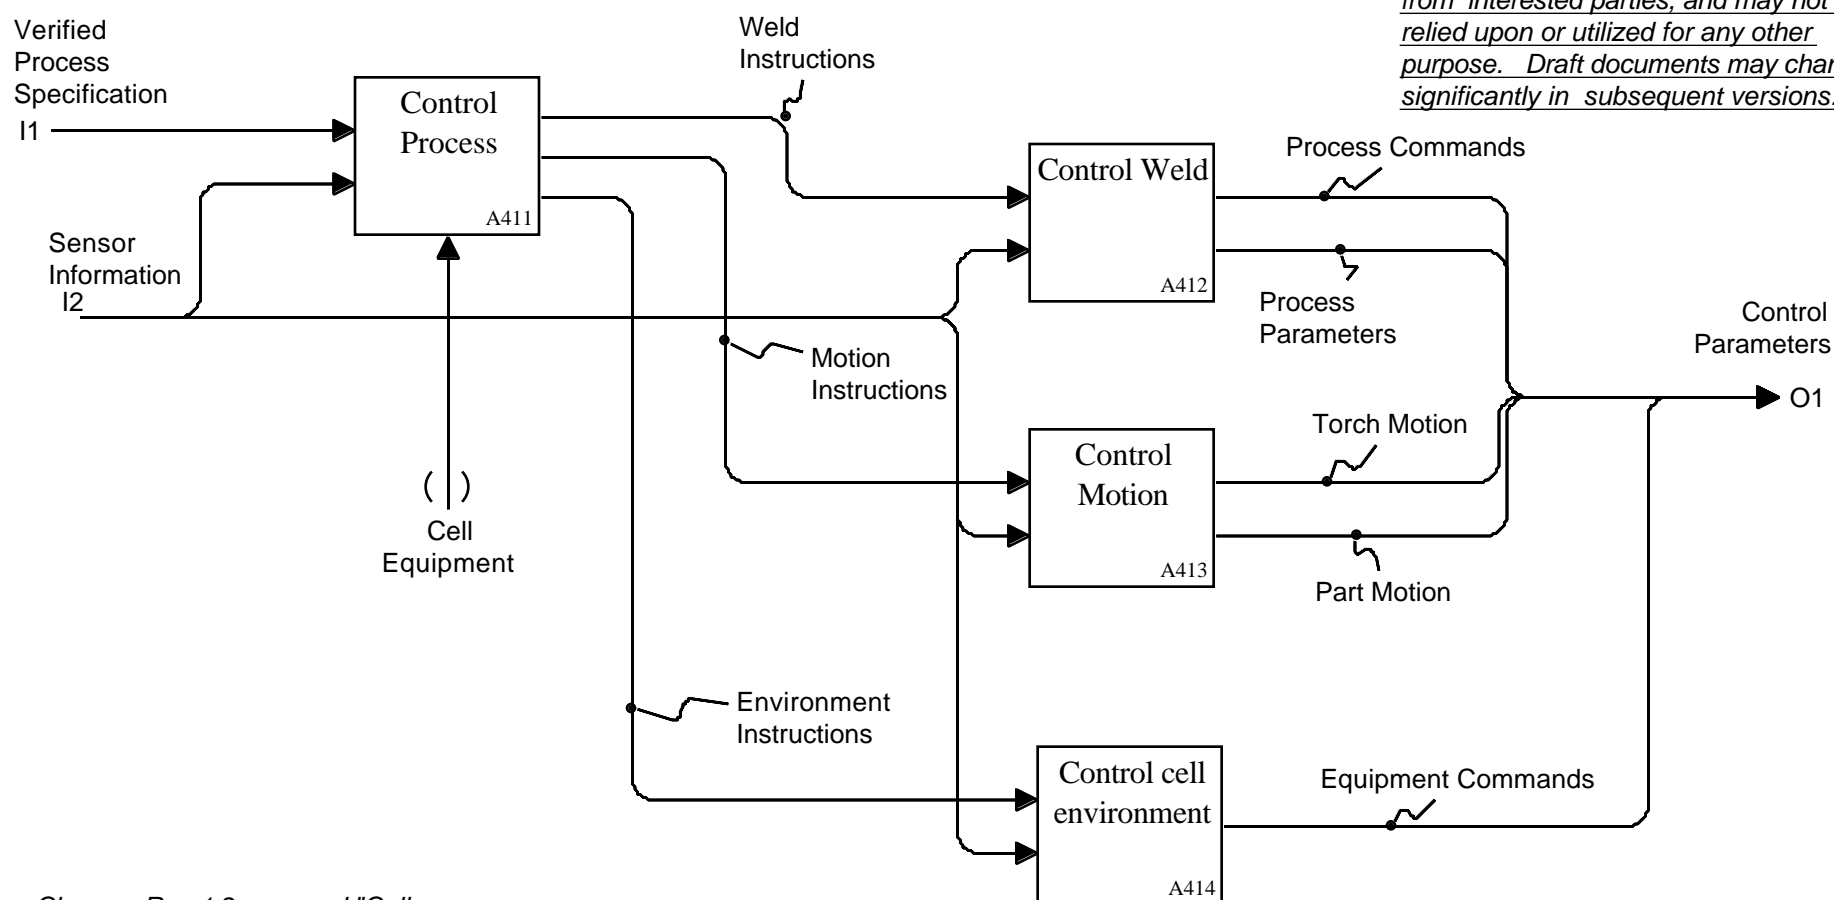 from interested parties, and may not
relied upon or utilized for any other
purpose. Draft documents may
significantly in subsequent versions.
Verified
Process
Specification
I1
Control
Process
A411
Weld
Instructions
Sensor
Information
I2
Control Weld
A412
Process Commands
Process
Parameters
Control
Parameters
O1
Motion
Instructions
Control
Motion
A413
Torch Motion
Part Motion
( )
Cell
Equipment
Environment
Instructions
Control cell
environment
A414
Equipment Commands